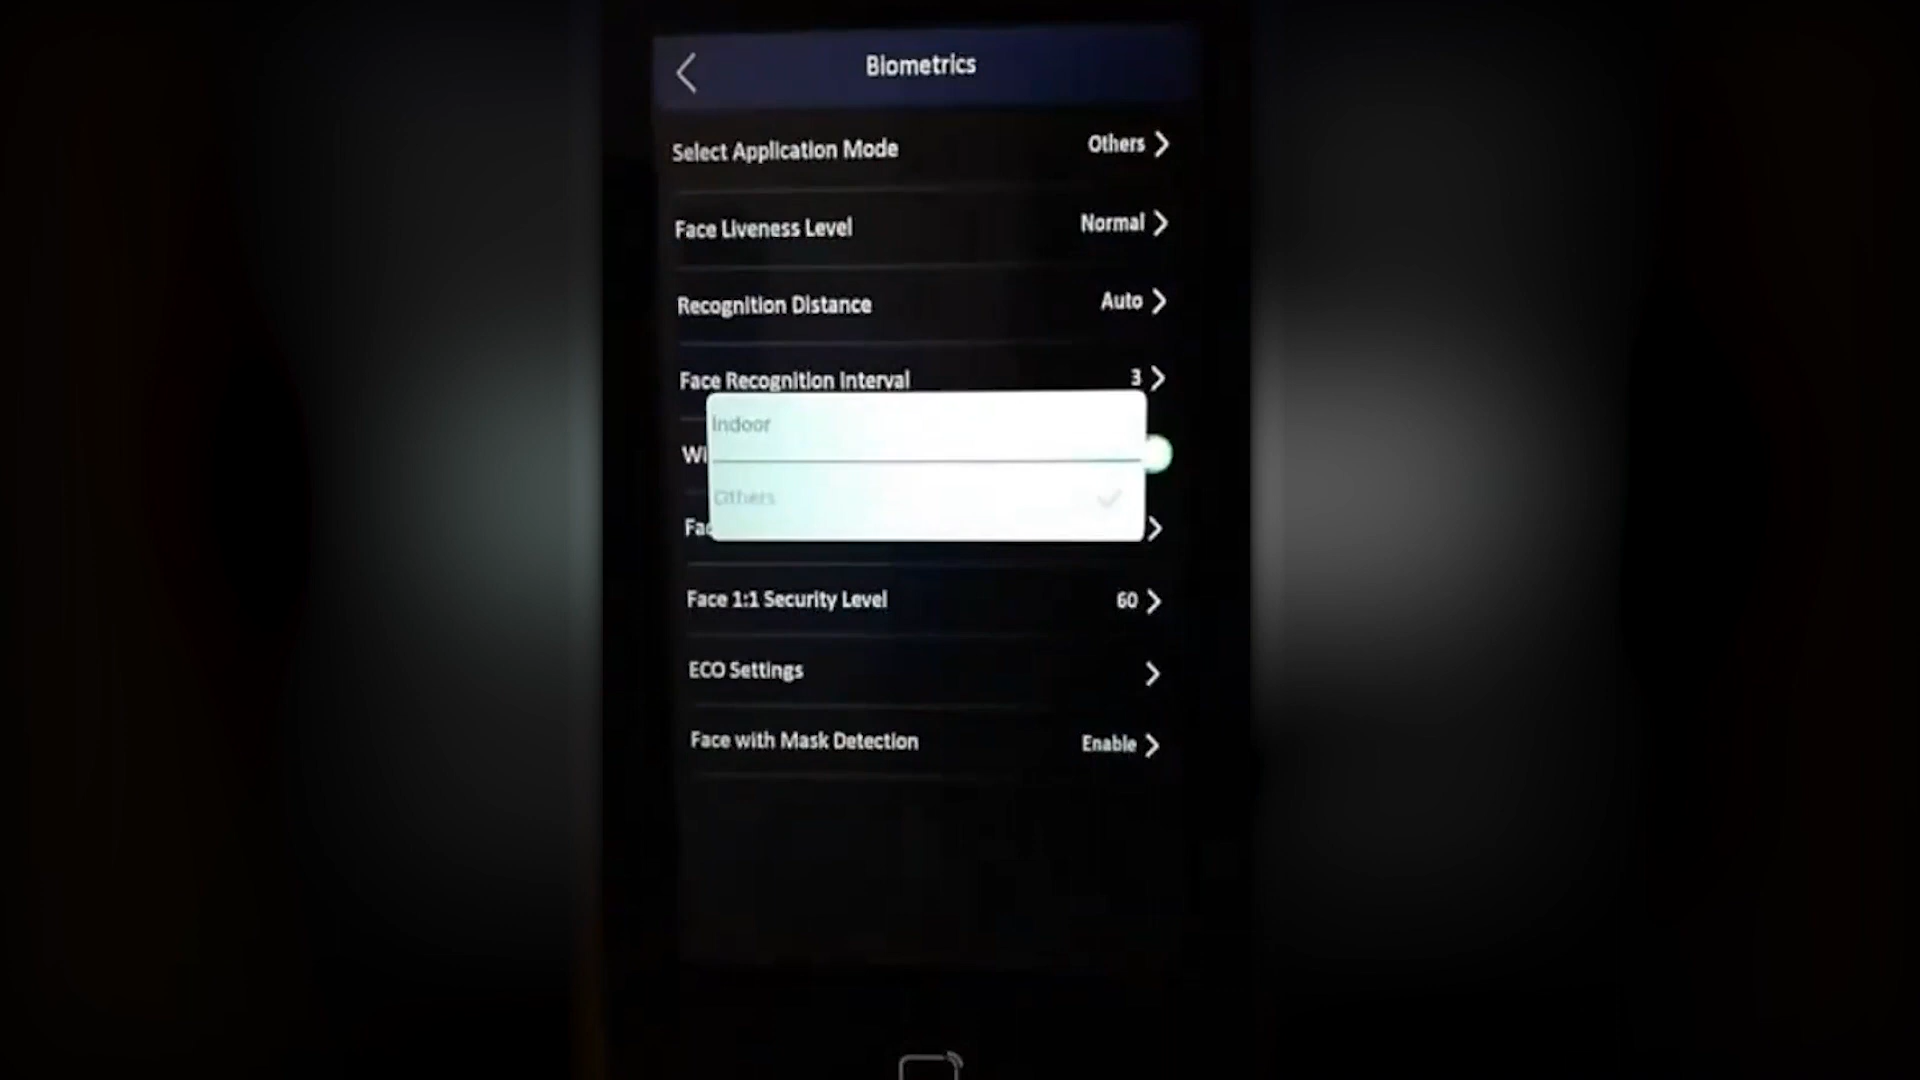 Biometrics
Select Application Mode Others
Face Liveness Level Normal
Recognition Distance Auto
Face Recognition Interval 3
Indoor
Others
Face 1:1 Security Level 60
ECO Settings
Face with Mask Detection Enable